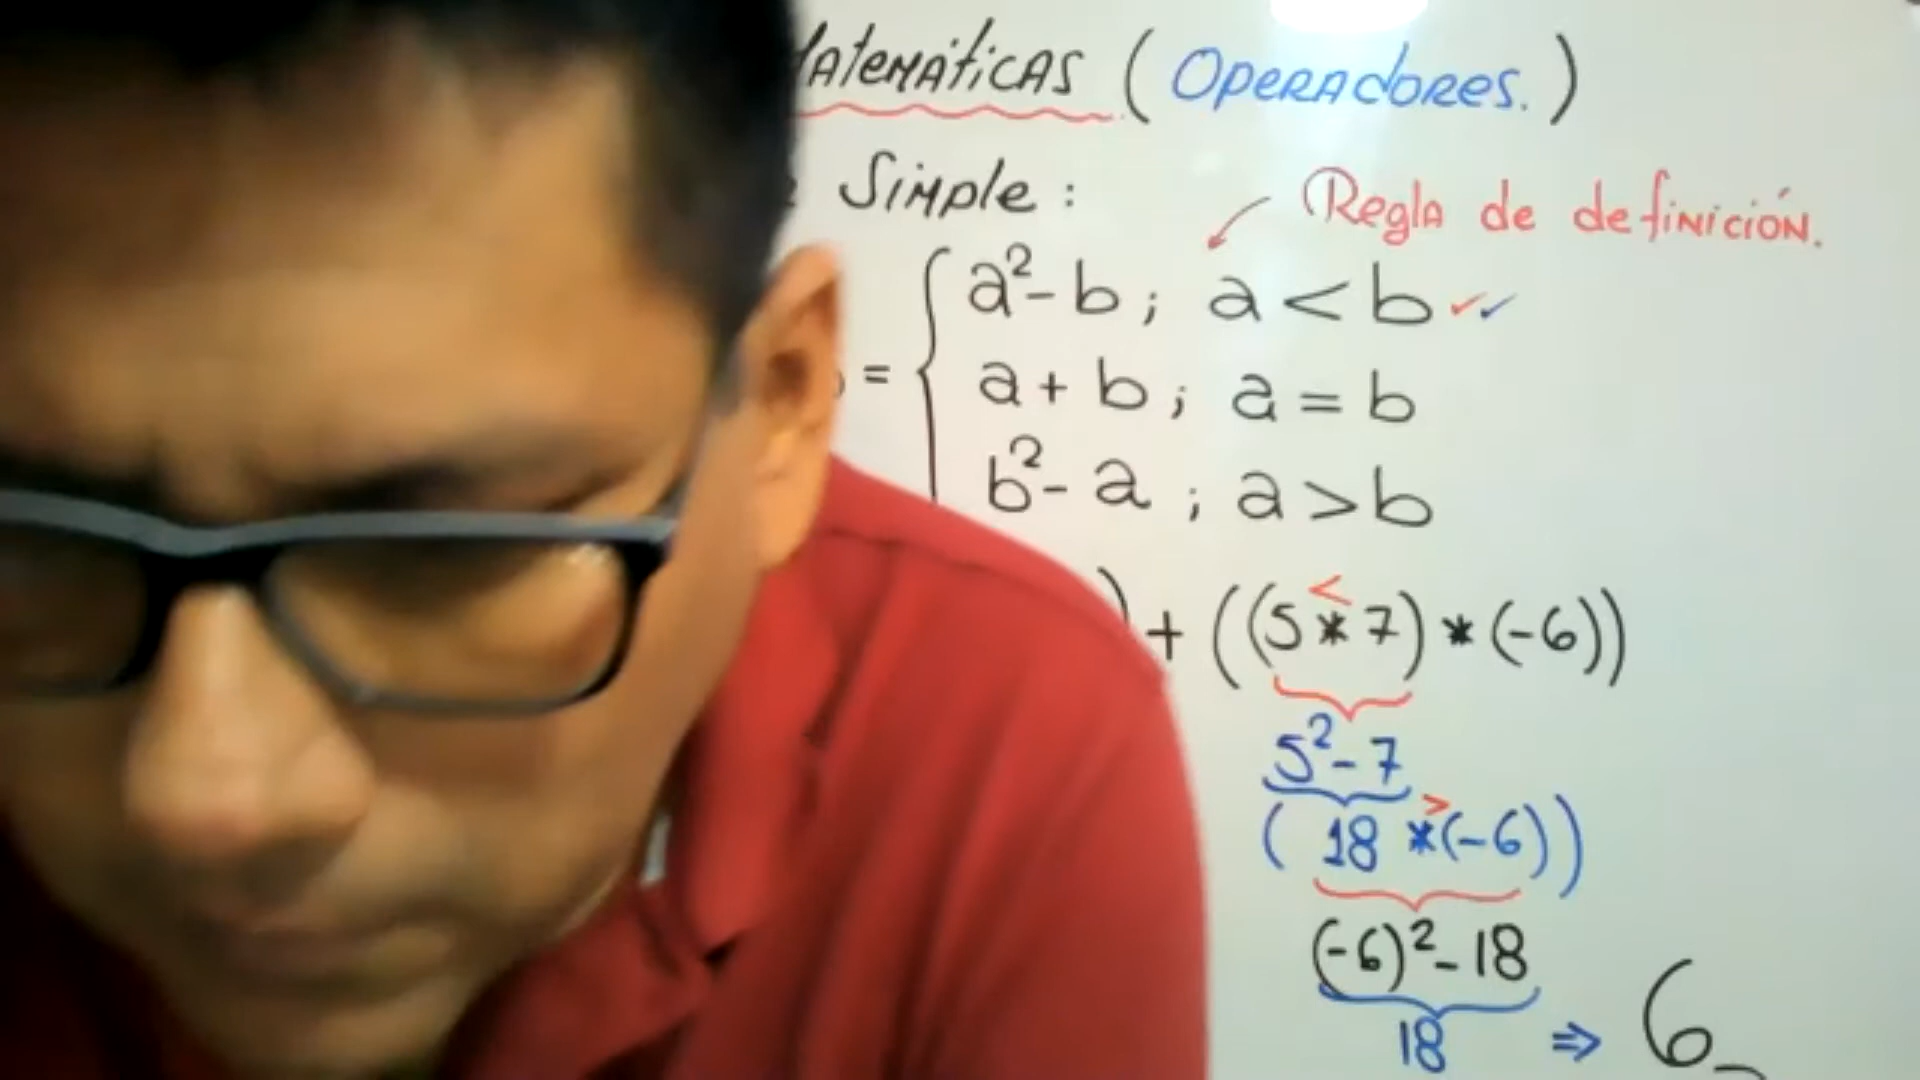 Matemáticas (Operadores.)
Simple:
Regla de definición.
= { a²-b; a<b ✓✓
a+b; a=b
b²-a; a>b
) + ((5*7)*(-6))
<
5²-7
>
(18*(-6))
(-6)²-18
18 ⇒ 6